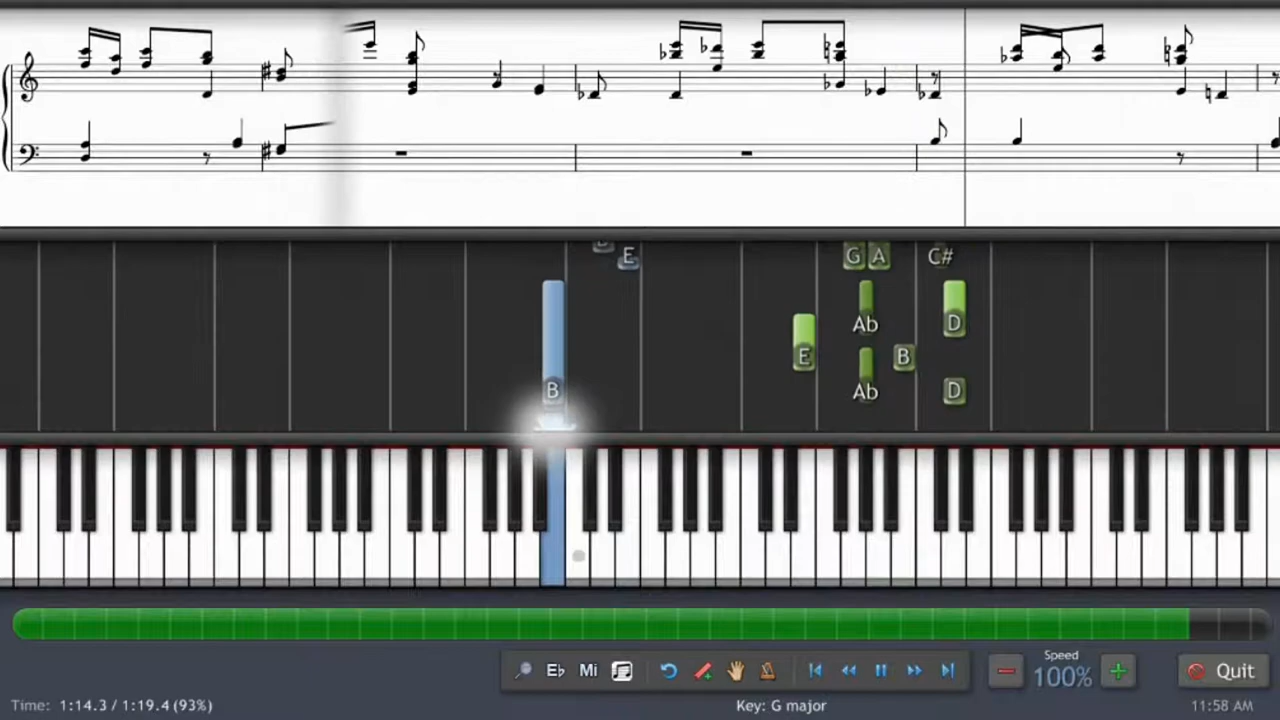 E G A C#
Ab D
E B
B Ab D
Eb Mi
Speed
100%
Quit
Time: 1:14.3 / 1:19.4 (93%) Key: G major 11:58 AM